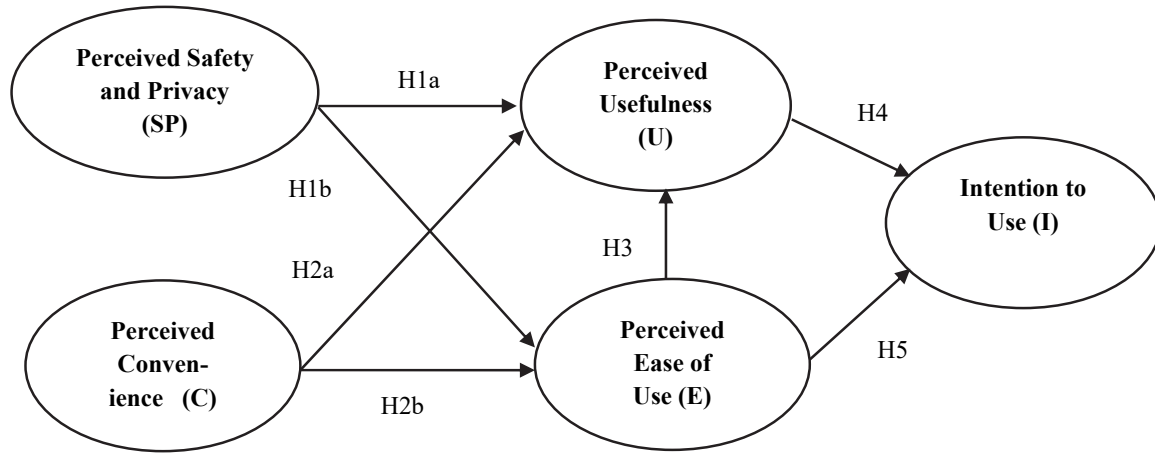 Perceived Safety
and Privacy
(SP)
H1a
Perceived
Usefulness
(U)
H4
H1b
Intention to
Use (I)
H2a
H3
Perceived
Conven-
ience (C)
Perceived
Ease of
Use (E)
H2b
H5